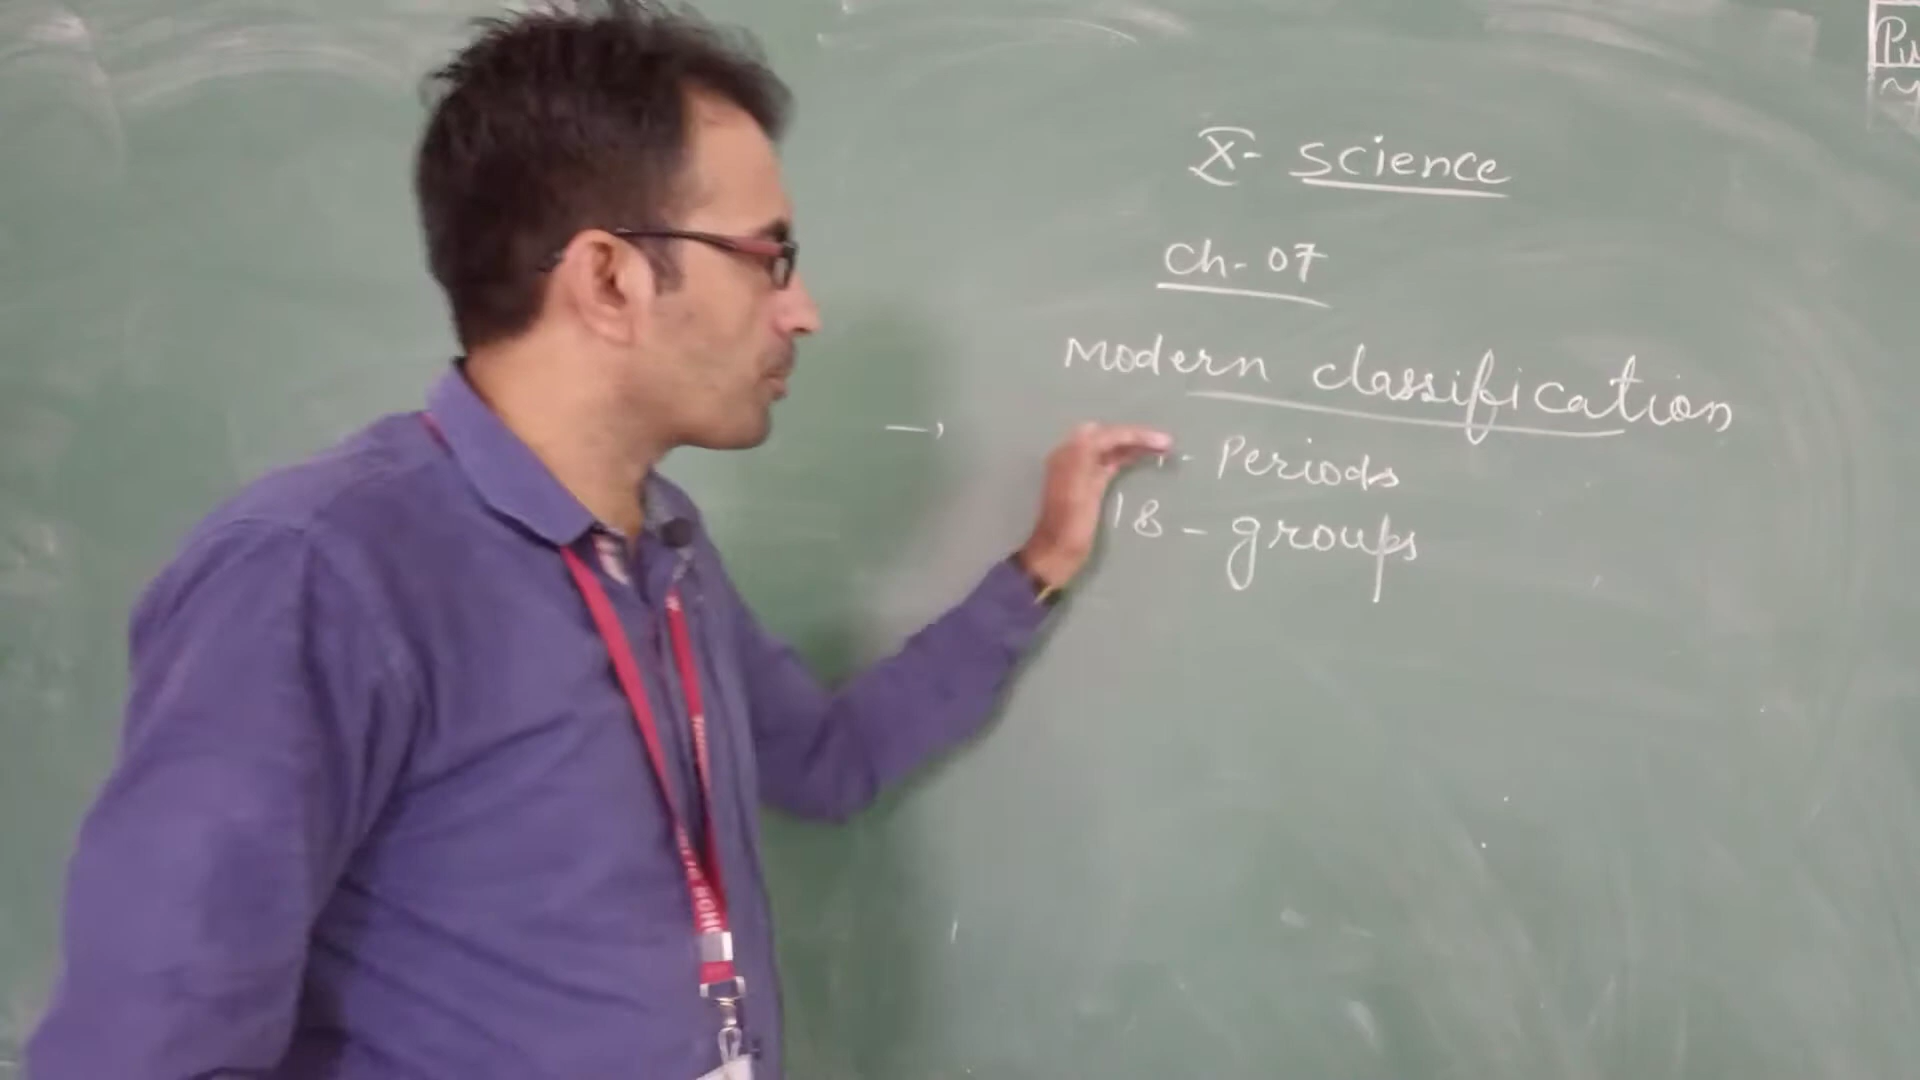 X- Science
Ch- 07
Modern classification
- Periods
18 - groups